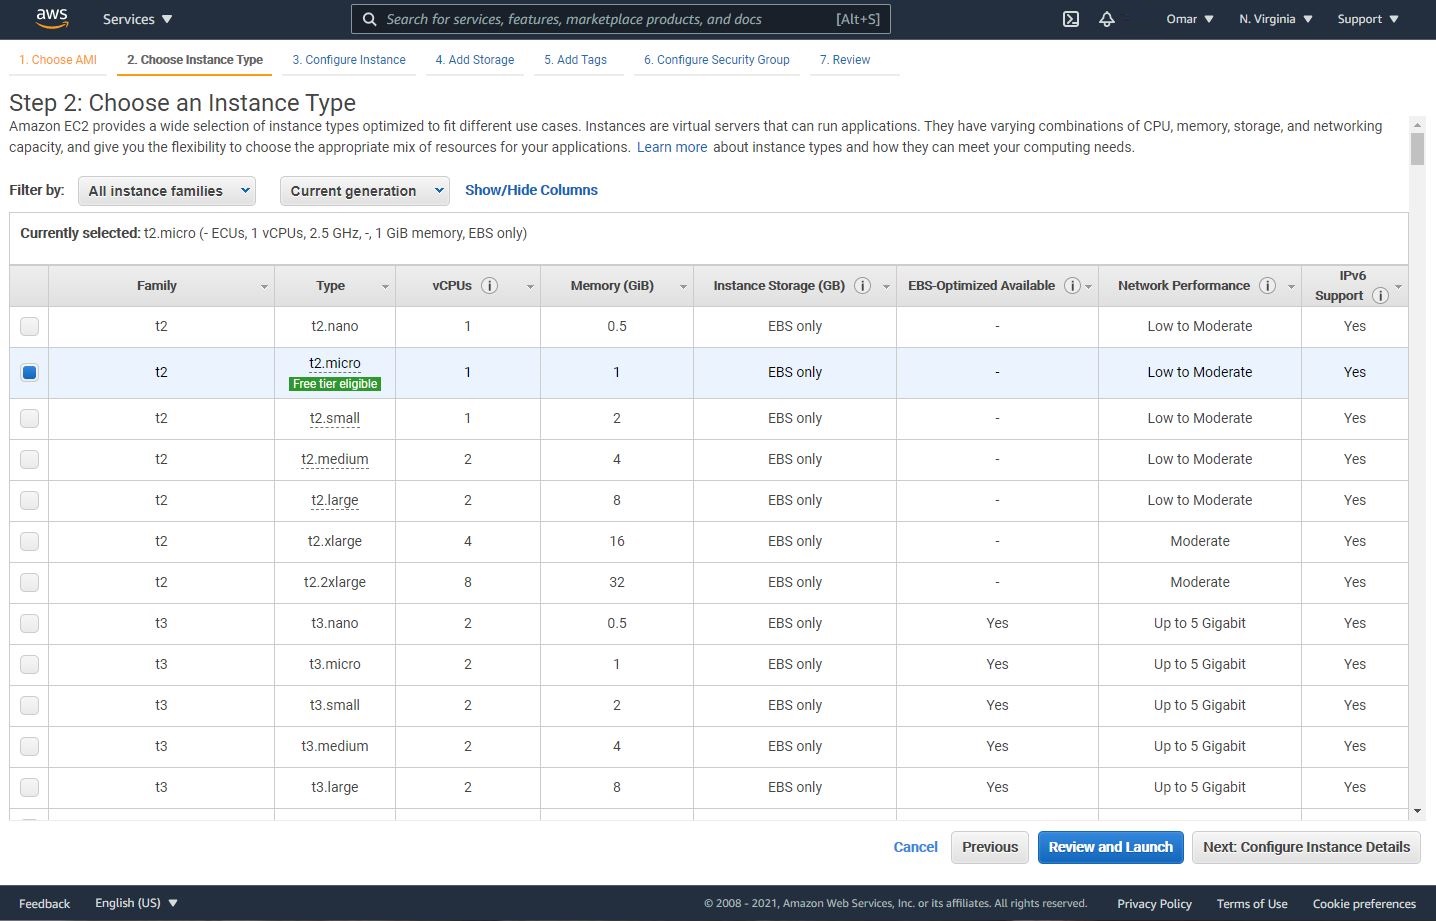 aws Services Search for services, features, marketplace products, and docs [Alt+S] Omar N. Virginia Support
1. Choose AMI 2. Choose Instance Type 3. Configure Instance 4. Add Storage 5. Add Tags 6. Configure Security Group 7. Review
Step 2: Choose an Instance Type
Amazon EC2 provides a wide selection of instance types optimized to fit different use cases. Instances are virtual servers that can run applications. They have varying combinations of CPU, memory, storage, and networking
capacity, and give you the flexibility to choose the appropriate mix of resources for your applications. Learn more about instance types and how they can meet your computing needs.
Filter by: All instance families Current generation Show/Hide Columns
Currently selected: t2.micro (- ECUs, 1 vCPUs, 2.5 GHz, -, 1 GiB memory, EBS only)
Family Type vCPUs i Memory (GiB) Instance Storage (GB) i EBS-Optimized Available i Network Performance i IPv6 Support i
t2 t2.nano 1 0.5 EBS only - Low to Moderate Yes
t2 t2.micro Free tier eligible 1 1 EBS only - Low to Moderate Yes
t2 t2.small 1 2 EBS only - Low to Moderate Yes
t2 t2.medium 2 4 EBS only - Low to Moderate Yes
t2 t2.large 2 8 EBS only - Low to Moderate Yes
t2 t2.xlarge 4 16 EBS only - Moderate Yes
t2 t2.2xlarge 8 32 EBS only - Moderate Yes
t3 t3.nano 2 0.5 EBS only Yes Up to 5 Gigabit Yes
t3 t3.micro 2 1 EBS only Yes Up to 5 Gigabit Yes
t3 t3.small 2 2 EBS only Yes Up to 5 Gigabit Yes
t3 t3.medium 2 4 EBS only Yes Up to 5 Gigabit Yes
t3 t3.large 2 8 EBS only Yes Up to 5 Gigabit Yes
Cancel Previous Review and Launch Next: Configure Instance Details
Feedback English (US) © 2008 - 2021, Amazon Web Services, Inc. or its affiliates. All rights reserved. Privacy Policy Terms of Use Cookie preferences